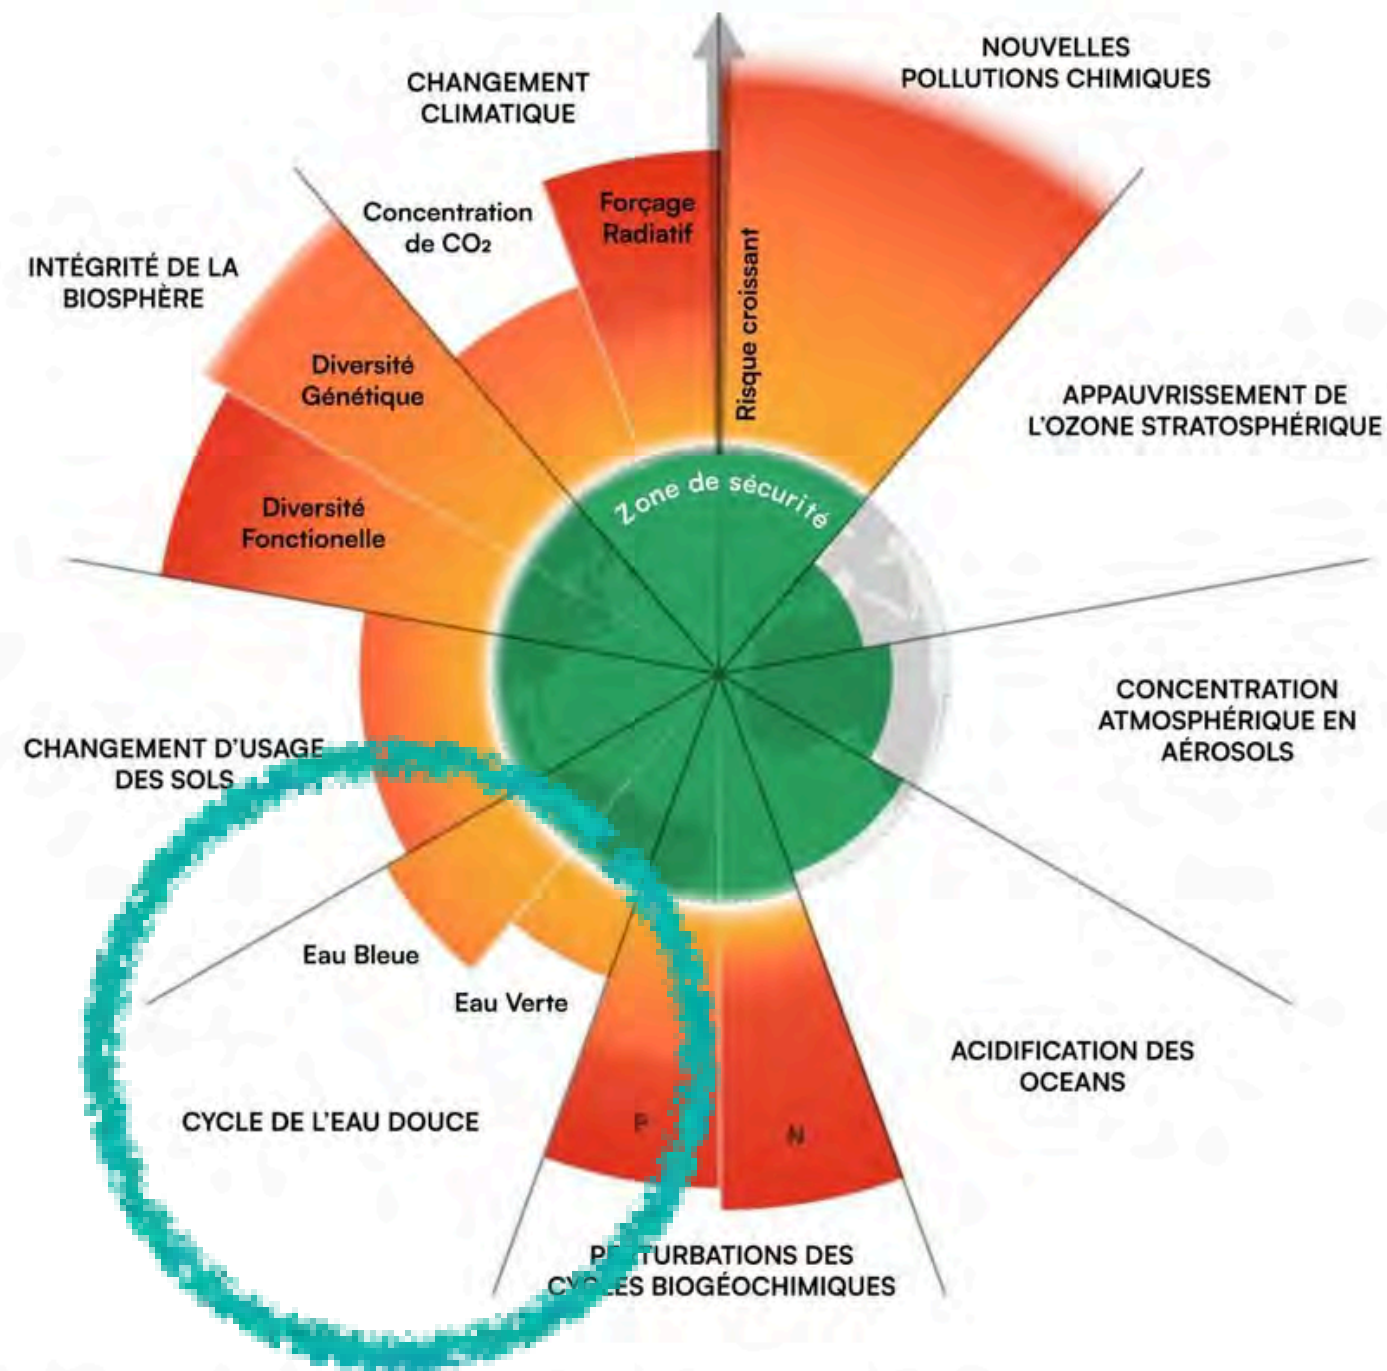 NOUVELLES
POLLUTIONS CHIMIQUES
CHANGEMENT
CLIMATIQUE
Concentration
de CO₂
Forçage
Radiatif
Risque croissant
INTÉGRITÉ DE LA
BIOSPHÈRE
Diversité
Génétique
Diversité
Fonctionelle
APPAUVRISSEMENT DE
L'OZONE STRATOSPHÉRIQUE
Zone de sécurité
CONCENTRATION
ATMOSPHÉRIQUE EN
AÉROSOLS
CHANGEMENT D'USAGE
DES SOLS
Eau Bleue
Eau Verte
CYCLE DE L'EAU DOUCE
P
N
ACIDIFICATION DES
OCEANS
PERTURBATIONS DES
CYCLES BIOGÉOCHIMIQUES